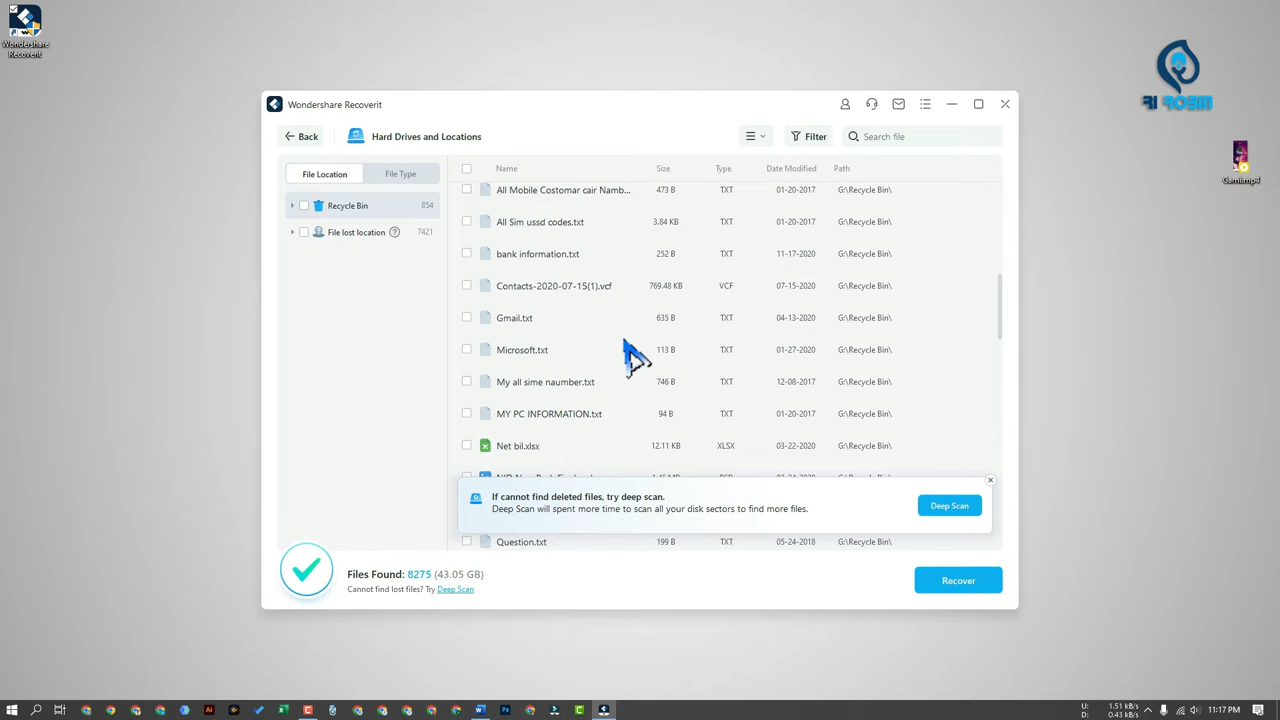 Wondershare
Recoverit
Wondershare Recoverit
Back
Hard Drives and Locations
Filter
Search file
File Location
File Type
Name
Size
Type
Date Modified
Path
Recycle Bin
854
File lost location
7421
All Mobile Costomar cair Namb... 473 B TXT 01-20-2017 G:\Recycle Bin\
All Sim ussd codes.txt 3.84 KB TXT 01-20-2017 G:\Recycle Bin\
bank information.txt 252 B TXT 11-17-2020 G:\Recycle Bin\
Contacts-2020-07-15(1).vcf 769.48 KB VCF 07-15-2020 G:\Recycle Bin\
Gmail.txt 635 B TXT 04-13-2020 G:\Recycle Bin\
Microsoft.txt 113 B TXT 01-27-2020 G:\Recycle Bin\
My all sime naumber.txt 746 B TXT 12-08-2017 G:\Recycle Bin\
MY PC INFORMATION.txt 94 B TXT 01-20-2017 G:\Recycle Bin\
Net bil.xlsx 12.11 KB XLSX 03-22-2020 G:\Recycle Bin\
If cannot find deleted files, try deep scan.
Deep Scan will spent more time to scan all your disk sectors to find more files.
Deep Scan
Question.txt 199 B TXT 05-24-2018 G:\Recycle Bin\
Files Found: 8275 (43.05 GB)
Cannot find lost files? Try Deep Scan
Recover
U: 1.51 kB/s
D: 0.43 kB/s
11:17 PM